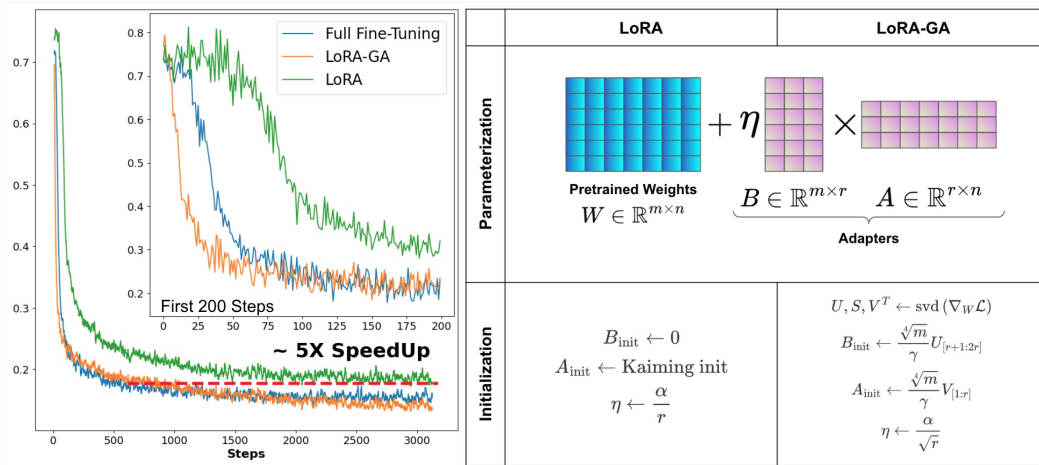 0.7
0.6
0.5
0.4
0.3
0.2
0
500
1000
1500
2000
2500
3000
Steps
0.8
0.7
0.6
0.5
0.4
0.3
0.2
0
25
50
75
100
125
150
175
200
Full Fine-Tuning
LoRA-GA
LoRA
First 200 Steps
~ 5X SpeedUp
LoRA
LoRA-GA
Parameterization
+ η ×
Pretrained Weights
W ∈ ℝ^{m×n}
B ∈ ℝ^{m×r}
A ∈ ℝ^{r×n}
Adapters
Initialization
B_init ← 0
A_init ← Kaiming init
η ← α/r
U, S, V^T ← svd (∇_W ℒ)
B_init ← ∜m/γ U_{[r+1:2r]}
A_init ← ∜m/γ V_{[1:r]}
η ← α/√r